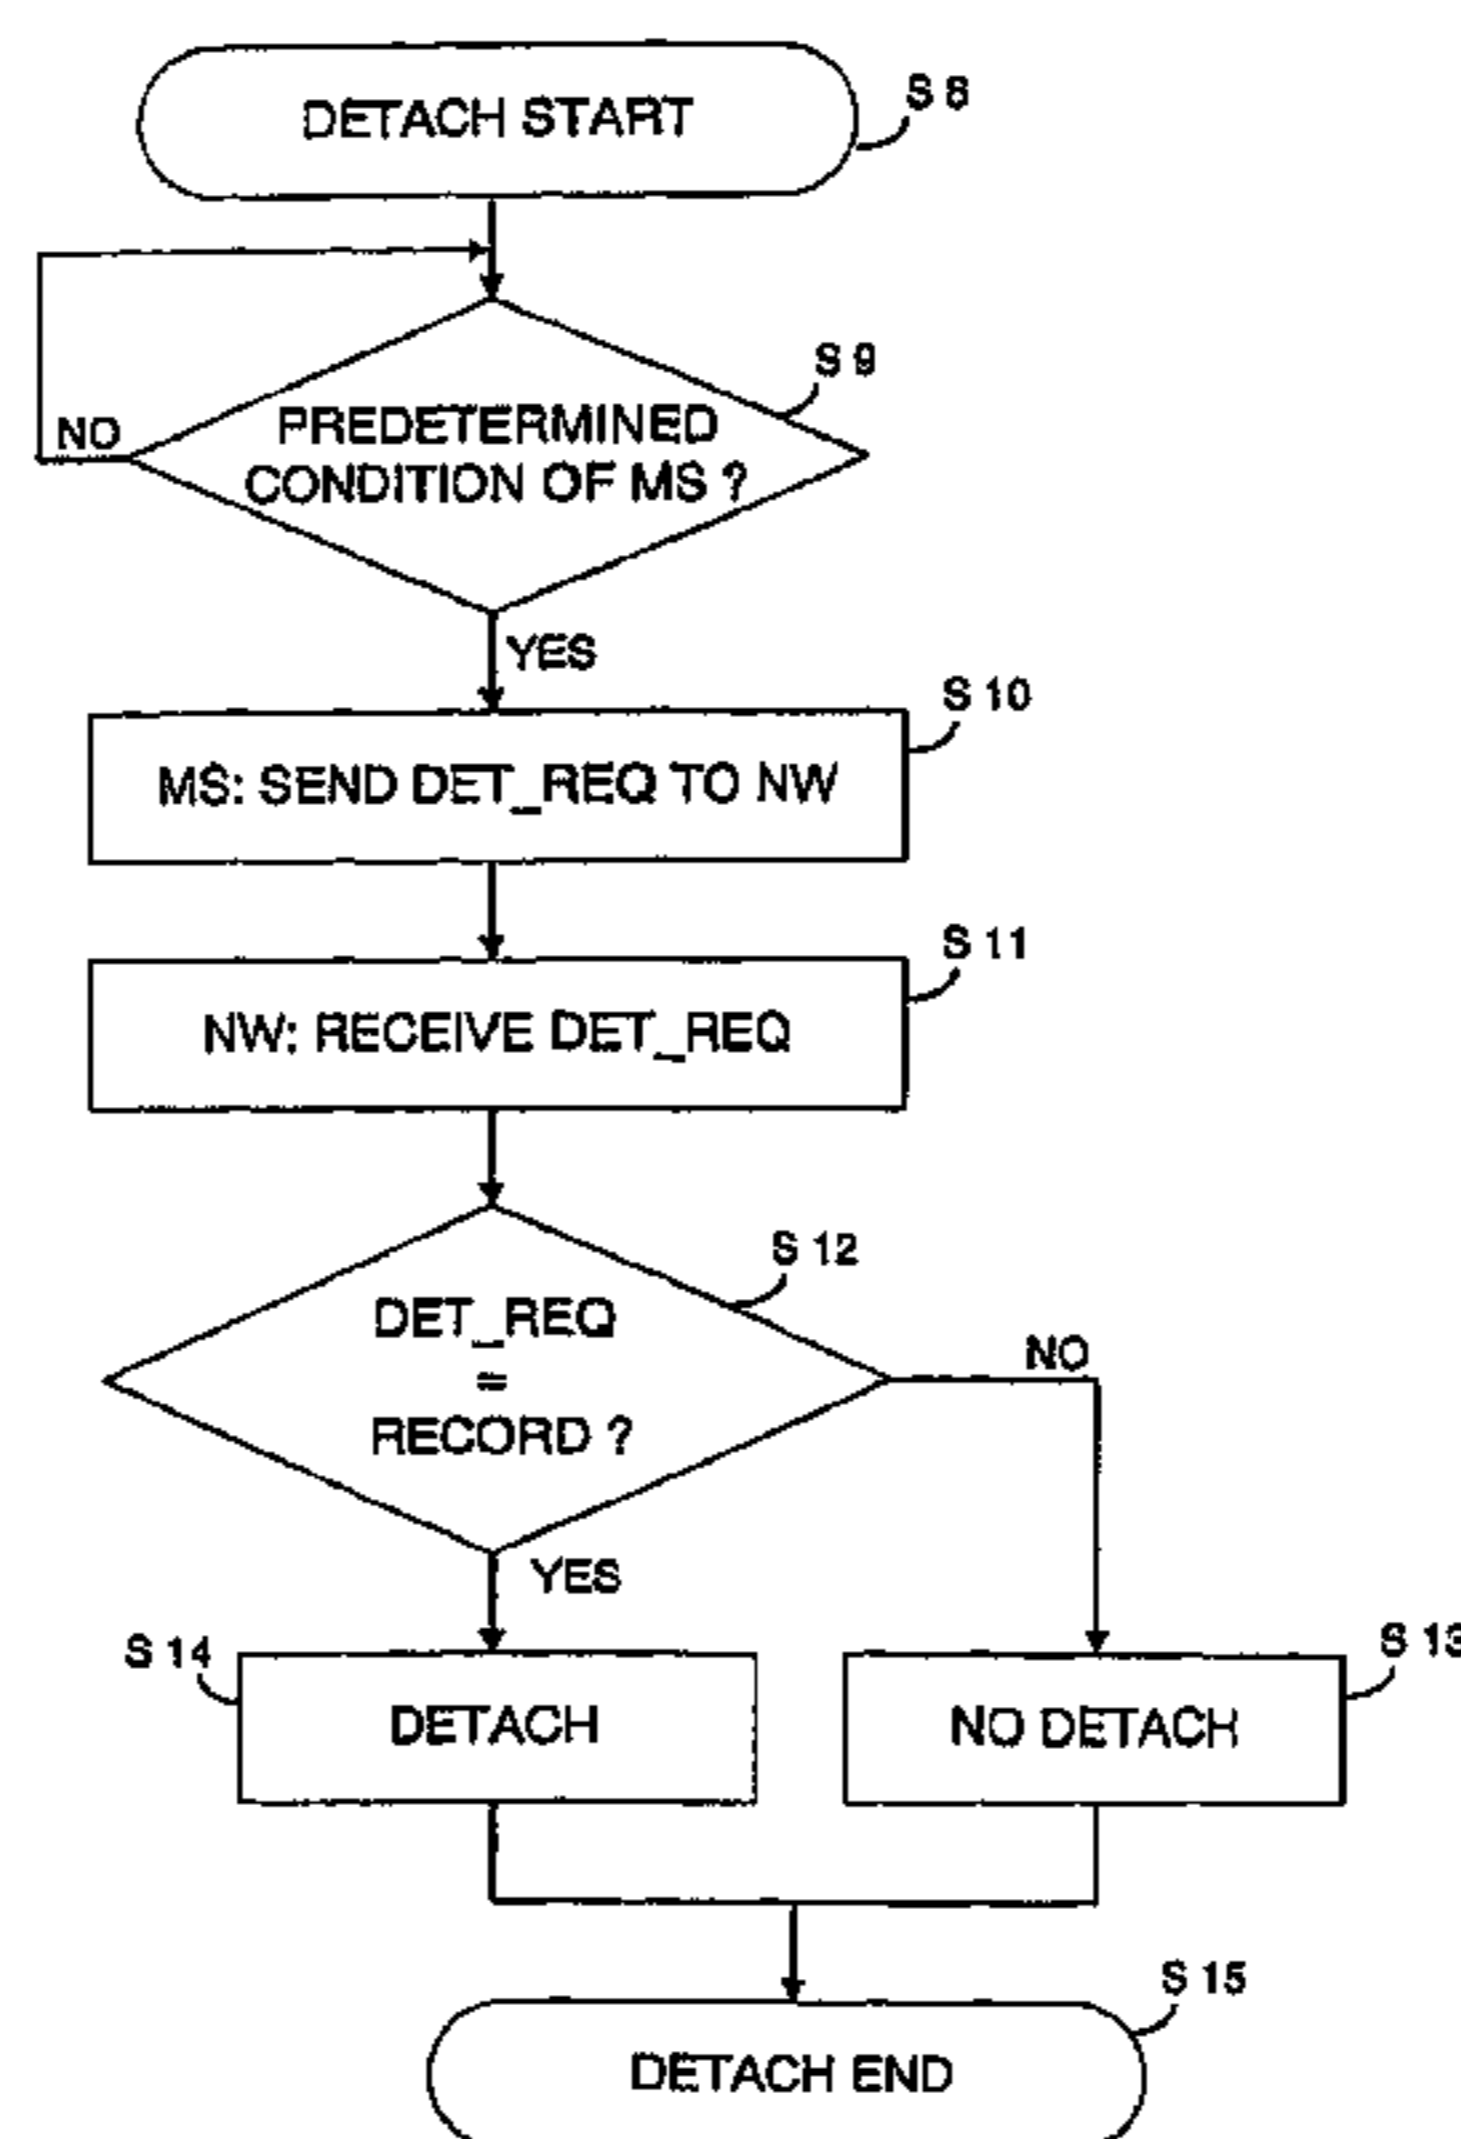 DETACH START
S 8
S 9
NO
PREDETERMINED
CONDITION OF MS ?
YES
S 10
MS: SEND DET_REQ TO NW
S 11
NW: RECEIVE DET_REQ
S 12
DET_REQ
=
RECORD ?
NO
YES
S 14
DETACH
S 13
NO DETACH
S 15
DETACH END